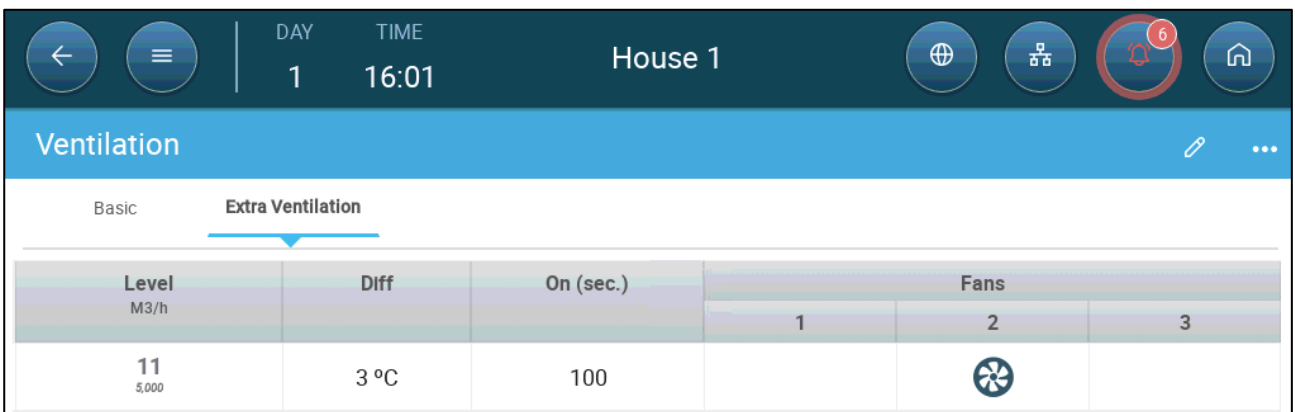 DAY TIME 6
1 16:01 House 1
Ventilation
Basic Extra Ventilation
Level Diff On (sec.) Fans
M3/h
1 2 3
11 3 ºC 100
5,000